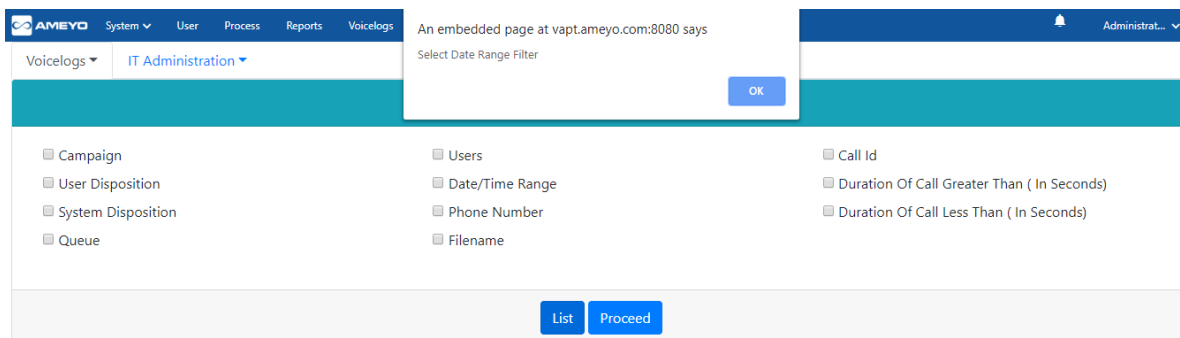 AMEYO System User Process Reports Voicelogs Administrat...
An embedded page at vapt.ameyo.com:8080 says
Select Date Range Filter
OK
Voicelogs IT Administration
Campaign Users Call Id
User Disposition Date/Time Range Duration Of Call Greater Than ( In Seconds)
System Disposition Phone Number Duration Of Call Less Than ( In Seconds)
Queue Filename
List Proceed